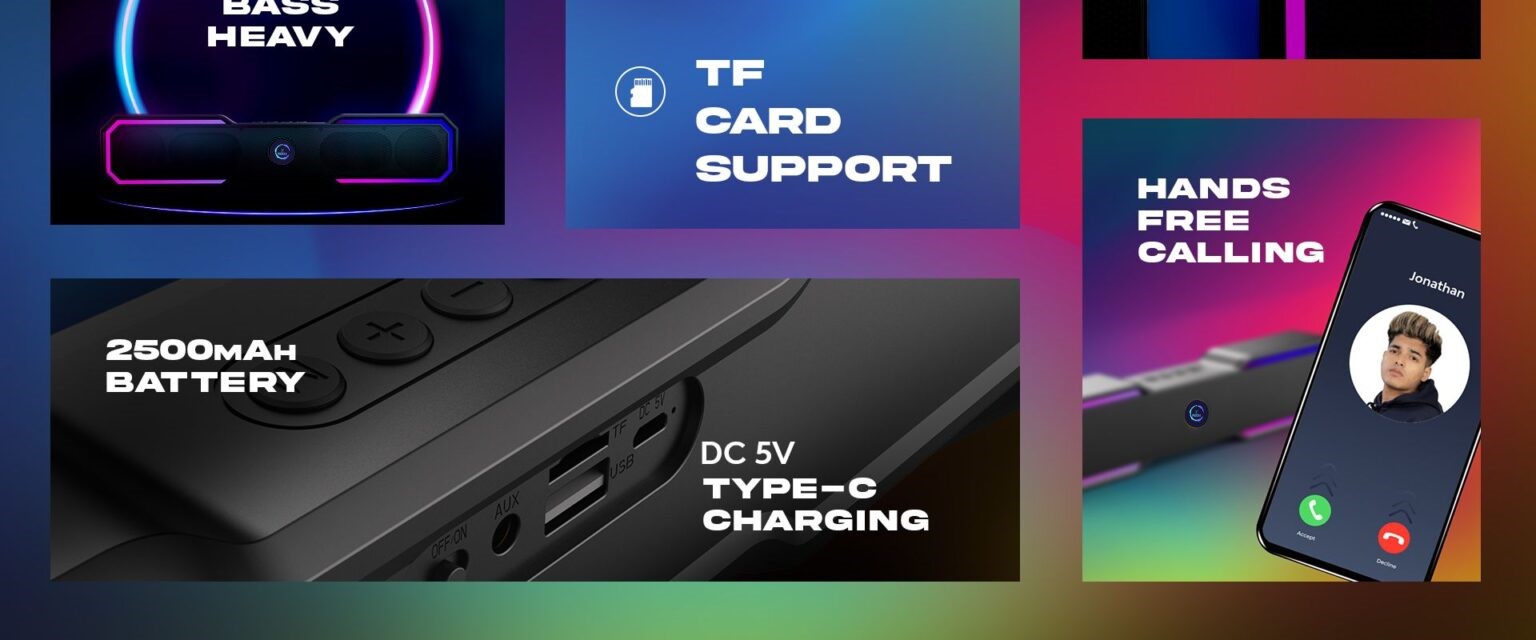 BASS
HEAVY
TF
CARD
SUPPORT
HANDS
FREE
CALLING
Jonathan
Accept
Decline
2500MAH
BATTERY
DC 5V
TF
USB
AUX
OFF/ON
DC 5V
TYPE-C
CHARGING